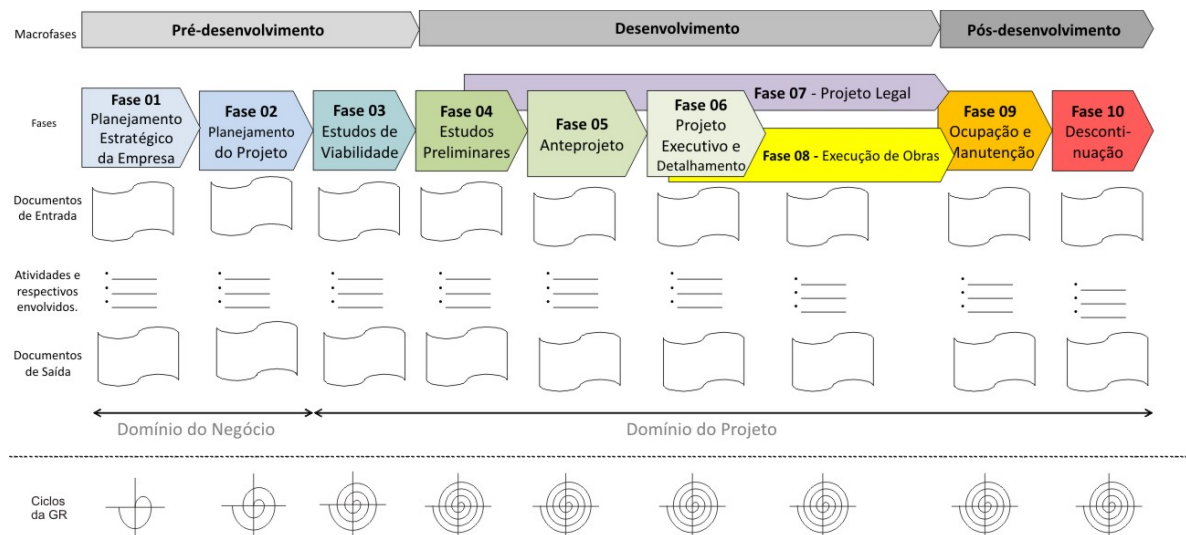 Macrofases
Pré-desenvolvimento
Desenvolvimento
Pós-desenvolvimento
Fases
Fase 01
Planejamento
Estratégico
da Empresa
Fase 02
Planejamento
do Projeto
Fase 03
Estudos de
Viabilidade
Fase 04
Estudos
Preliminares
Fase 05
Anteprojeto
Fase 06
Projeto
Executivo e
Detalhamento
Fase 07 - Projeto Legal
Fase 08 - Execução de Obras
Fase 09
Ocupação e
Manutenção
Fase 10
Desconti-
nuação
Documentos
de Entrada
Atividades e
respectivos
envolvidos.
Documentos
de Saída
Domínio do Negócio
Domínio do Projeto
Ciclos
da GR